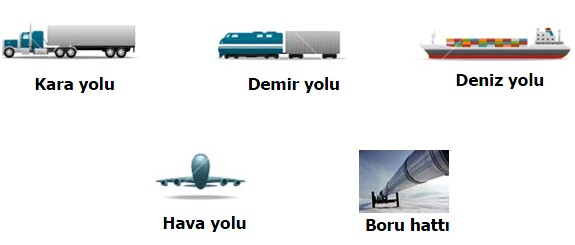 Kara yolu
Demir yolu
Deniz yolu
Hava yolu
Boru hattı